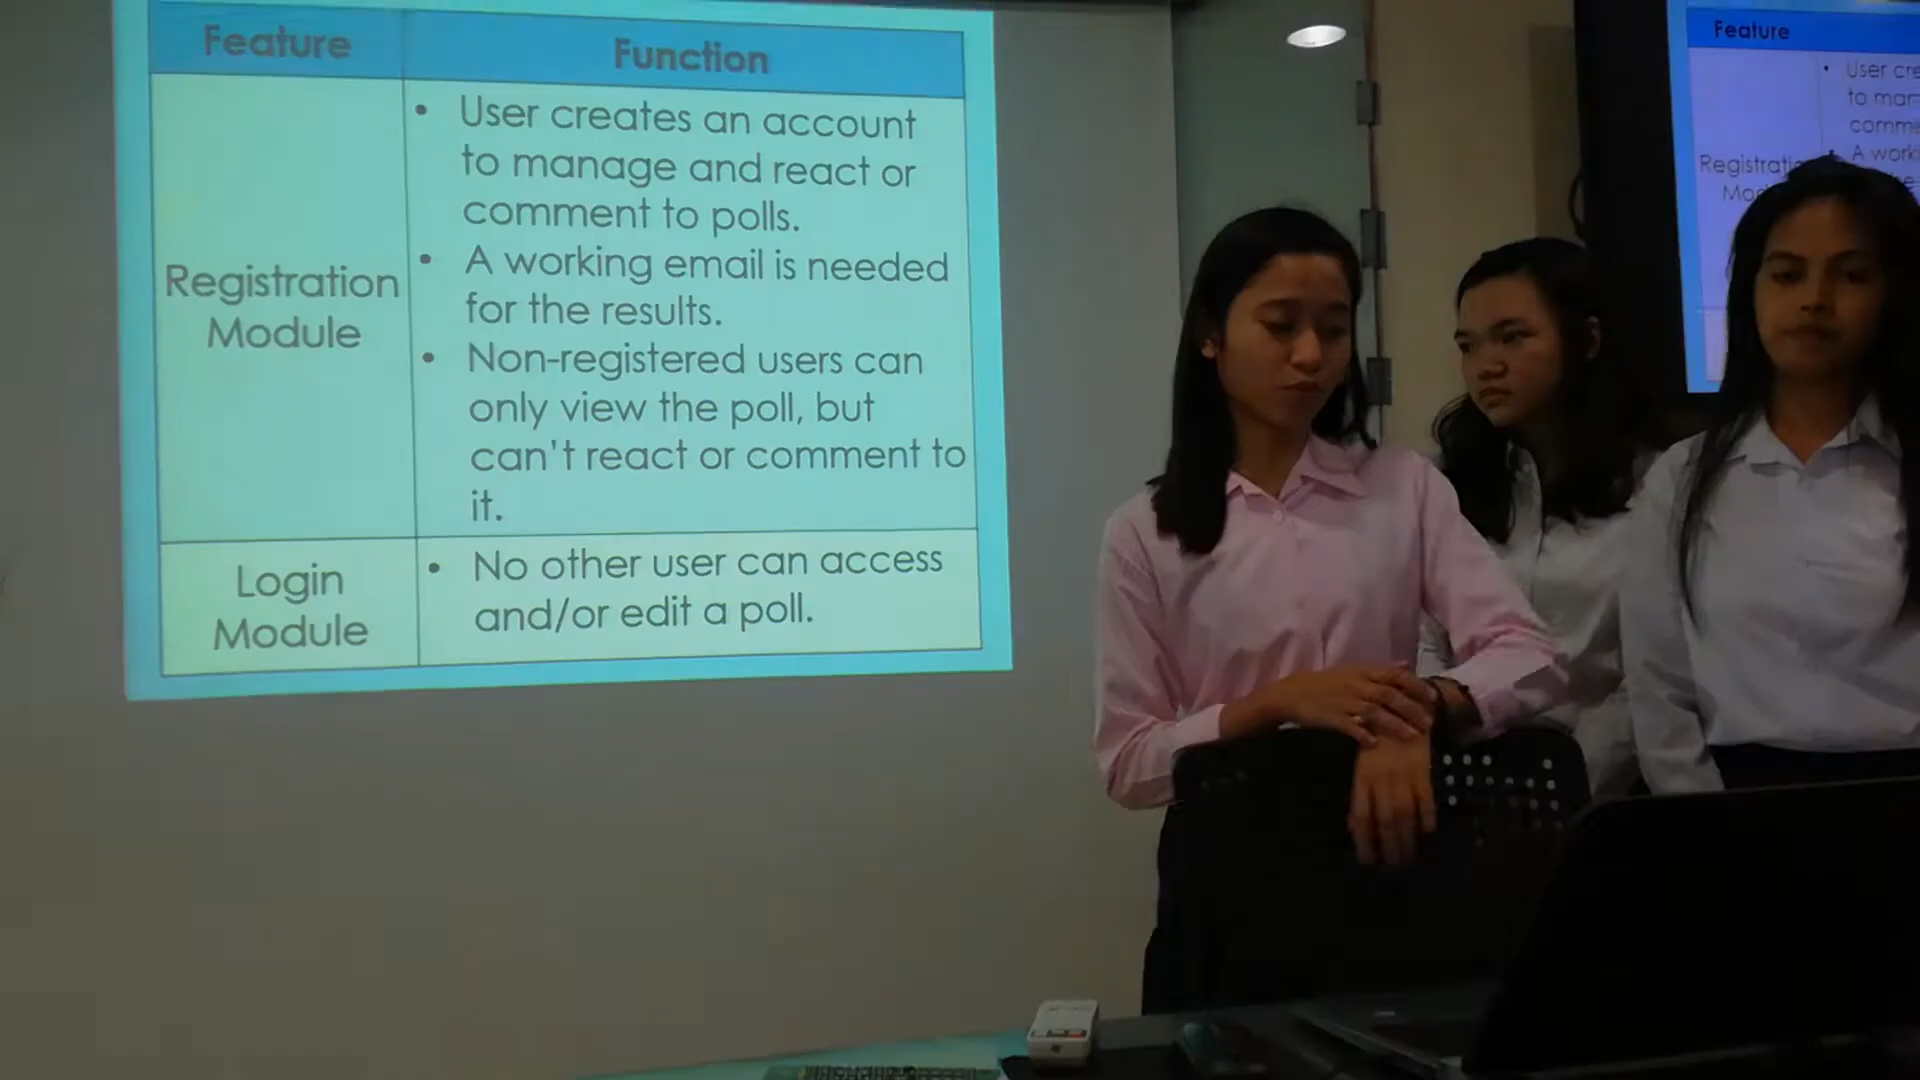 Feature
Function
Registration
Module
• User creates an account
to manage and react or
comment to polls.
• A working email is needed
for the results.
• Non-registered users can
only view the poll, but
can't react or comment to
it.
Login
Module
• No other user can access
and/or edit a poll.
Feature
• User
to
A